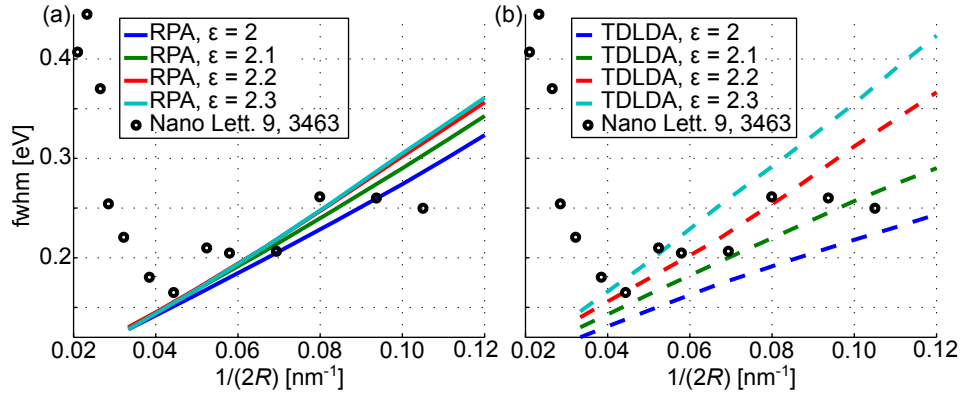 (a)
RPA, ε = 2
RPA, ε = 2.1
RPA, ε = 2.2
RPA, ε = 2.3
Nano Lett. 9, 3463
0.4
0.3
0.2
fwhm [eV]
0.02 0.04 0.06 0.08 0.10 0.12
1/(2R) [nm⁻¹]
(b)
TDLDA, ε = 2
TDLDA, ε = 2.1
TDLDA, ε = 2.2
TDLDA, ε = 2.3
Nano Lett. 9, 3463
0.02 0.04 0.06 0.08 0.10 0.12
1/(2R) [nm⁻¹]